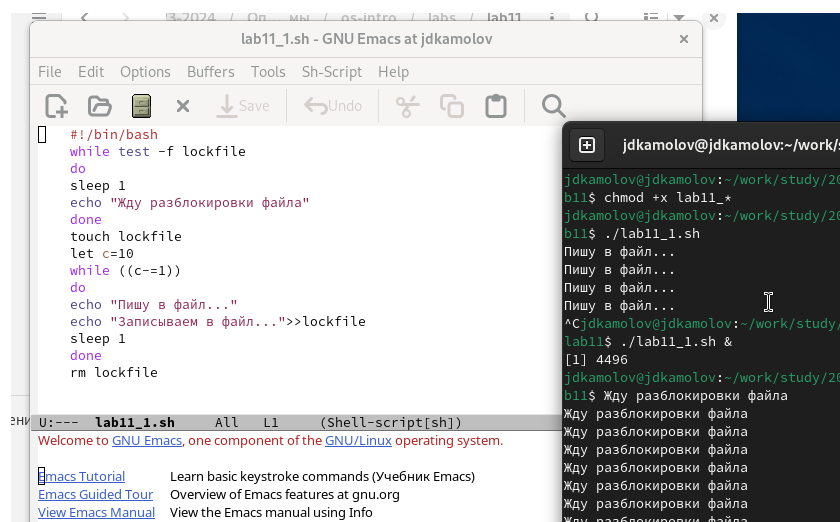 3-2024 / Оп... мы / os-intro / labs / lab11
lab11_1.sh - GNU Emacs at jdkamolov
File Edit Options Buffers Tools Sh-Script Help
Save Undo
#!/bin/bash
while test -f lockfile
do
sleep 1
echo "Жду разблокировки файла"
done
touch lockfile
let c=10
while ((c-=1))
do
echo "Пишу в файл..."
echo "Записываем в файл...">>lockfile
sleep 1
done
rm lockfile
U:--- lab11_1.sh All L1 (Shell-script[sh])
Welcome to GNU Emacs, one component of the GNU/Linux operating system.
Emacs Tutorial Learn basic keystroke commands (Учебник Emacs)
Emacs Guided Tour Overview of Emacs features at gnu.org
View Emacs Manual View the Emacs manual using Info
jdkamolov@jdkamolov:~/work/s
jdkamolov@jdkamolov:~/work/study/20
b11$ chmod +x lab11_*
jdkamolov@jdkamolov:~/work/study/20
b11$ ./lab11_1.sh
Пишу в файл...
Пишу в файл...
Пишу в файл...
Пишу в файл...
^Cjdkamolov@jdkamolov:~/work/study/
lab11$ ./lab11_1.sh &
[1] 4496
jdkamolov@jdkamolov:~/work/study/20
b11$ Жду разблокировки файла
Жду разблокировки файла
Жду разблокировки файла
Жду разблокировки файла
Жду разблокировки файла
Жду разблокировки файла
Жду разблокировки файла